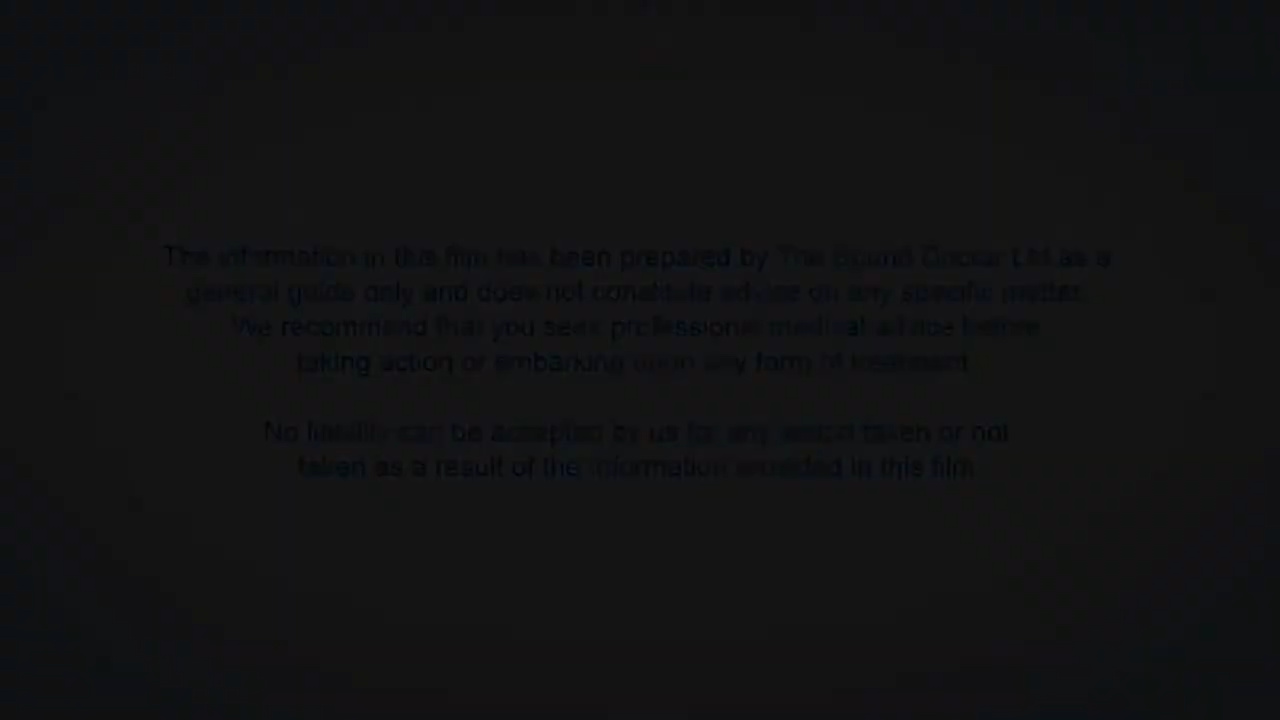 The information in this film has been prepared by The Sound Doctor Ltd as a
general guide only and does not constitute advice on any specific matter.
We recommend that you seek professional medical advice before
taking action or embarking upon any form of treatment.
No liability can be accepted by us for any action taken or not
taken as a result of the information provided in this film.